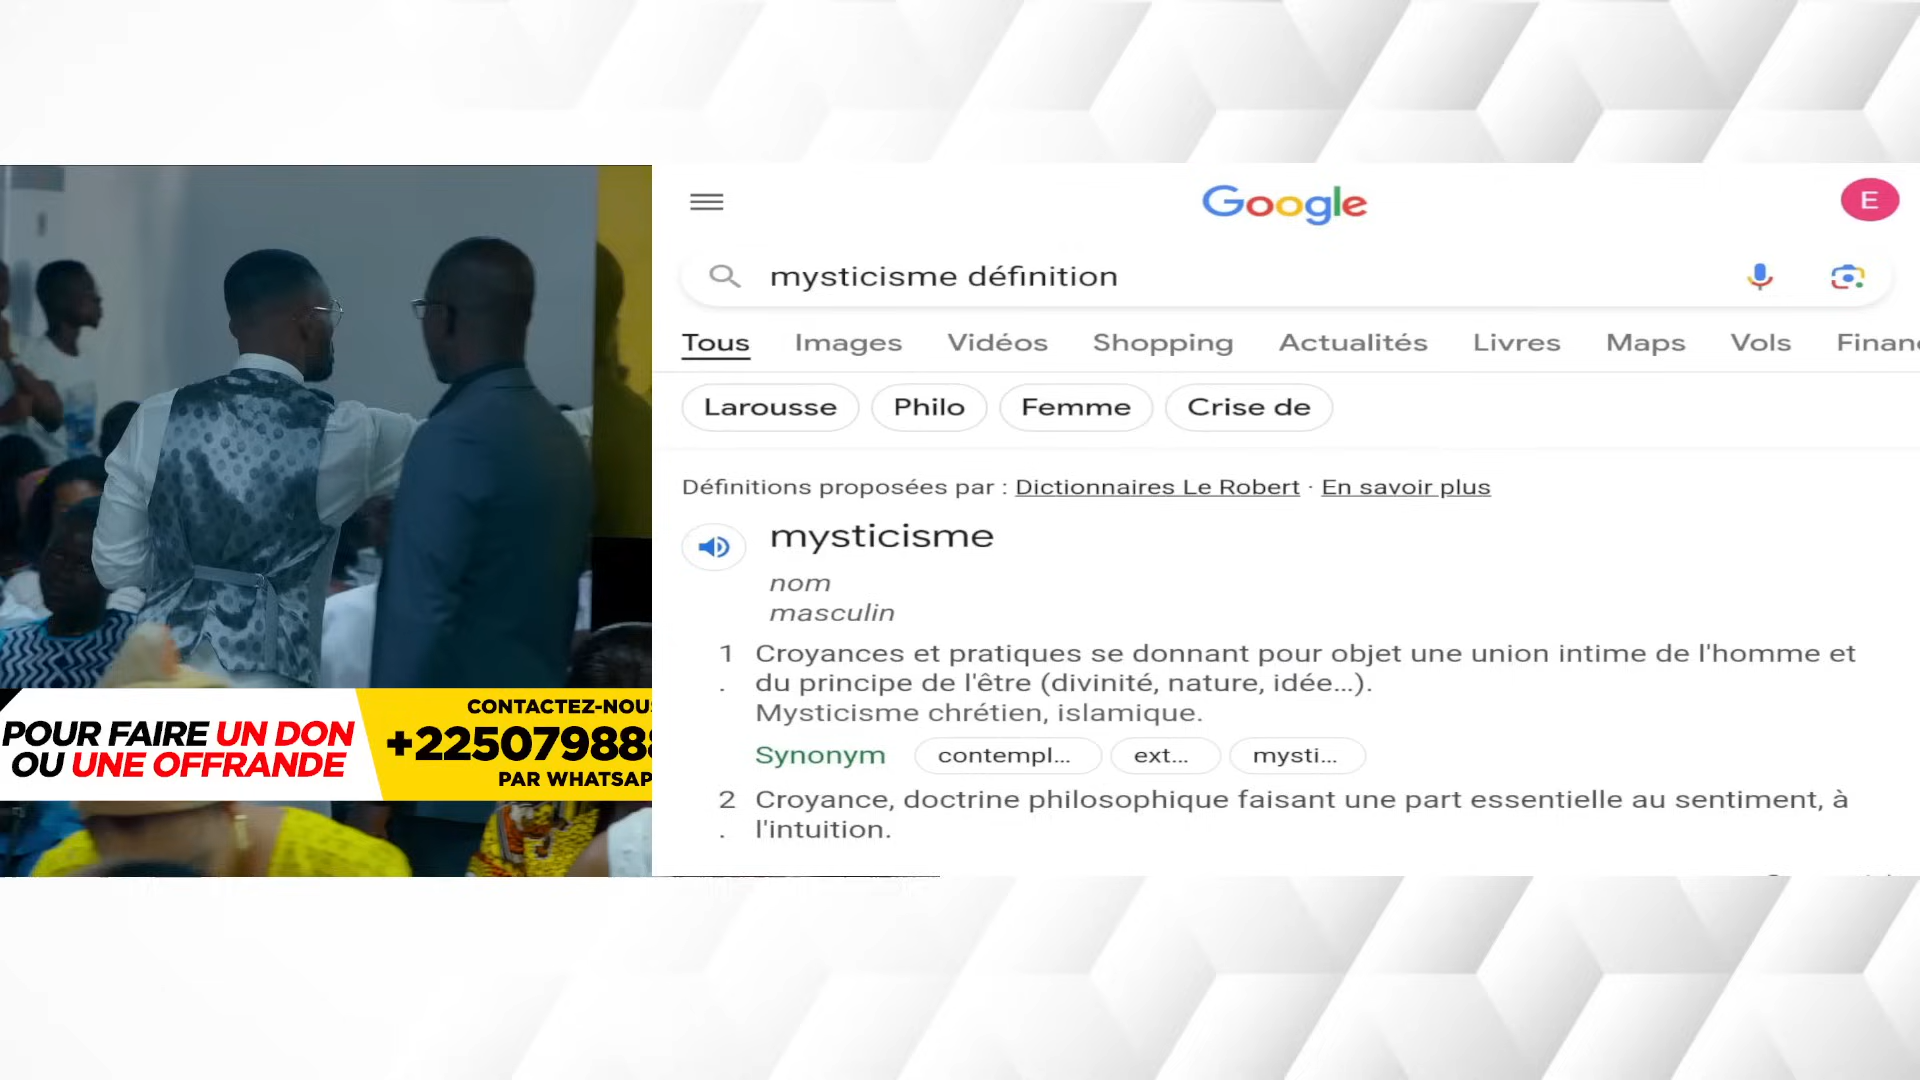 POUR FAIRE UN DON
OU UNE OFFRANDE
CONTACTEZ-NOUS
+22507988
PAR WHATSAP
Google
E
mysticisme définition
Tous Images Vidéos Shopping Actualités Livres Maps Vols Finan
Larousse Philo Femme Crise de
Définitions proposées par : Dictionnaires Le Robert · En savoir plus
mysticisme
nom
masculin
1. Croyances et pratiques se donnant pour objet une union intime de l'homme et
du principe de l'être (divinité, nature, idée...).
Mysticisme chrétien, islamique.
Synonym contempl... ext... mysti...
2. Croyance, doctrine philosophique faisant une part essentielle au sentiment, à
l'intuition.